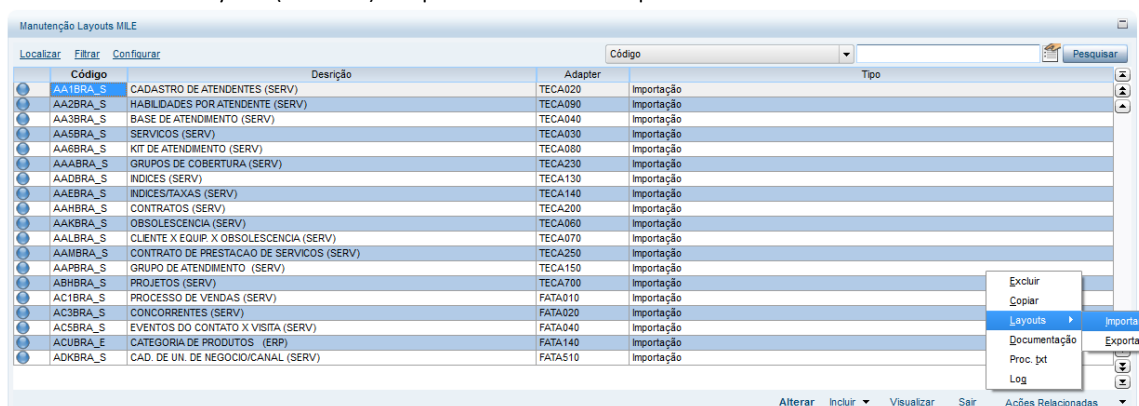 Manutenção Layouts MILE
Localizar Filtrar Configurar Código Pesquisar
Código Desrição Adapter Tipo
AA1BRA_S CADASTRO DE ATENDENTES (SERV) TECA020 Importação
AA2BRA_S HABILIDADES POR ATENDENTE (SERV) TECA090 Importação
AA3BRA_S BASE DE ATENDIMENTO (SERV) TECA040 Importação
AA5BRA_S SERVICOS (SERV) TECA030 Importação
AA6BRA_S KIT DE ATENDIMENTO (SERV) TECA080 Importação
AAABRA_S GRUPOS DE COBERTURA (SERV) TECA230 Importação
AADBRA_S INDICES (SERV) TECA130 Importação
AAEBRA_S INDICES/TAXAS (SERV) TECA140 Importação
AAHBRA_S CONTRATOS (SERV) TECA200 Importação
AAKBRA_S OBSOLESCENCIA (SERV) TECA060 Importação
AALBRA_S CLIENTE X EQUIP. X OBSOLESCENCIA (SERV) TECA070 Importação
AAMBRA_S CONTRATO DE PRESTACAO DE SERVICOS (SERV) TECA250 Importação
AAPBRA_S GRUPO DE ATENDIMENTO (SERV) TECA150 Importação
ABHBRA_S PROJETOS (SERV) TECA700 Importação
AC1BRA_S PROCESSO DE VENDAS (SERV) FATA010 Importação
AC3BRA_S CONCORRENTES (SERV) FATA020 Importação
AC5BRA_S EVENTOS DO CONTATO X VISITA (SERV) FATA040 Importação
ACUBRA_E CATEGORIA DE PRODUTOS (ERP) FATA140 Importação
ADKBRA_S CAD. DE UN. DE NEGOCIO/CANAL (SERV) FATA510 Importação
Excluir
Copiar
Layouts Importa
Documentação Exporta
Proc. txt
Log
Alterar Incluir Visualizar Sair Ações Relacionadas